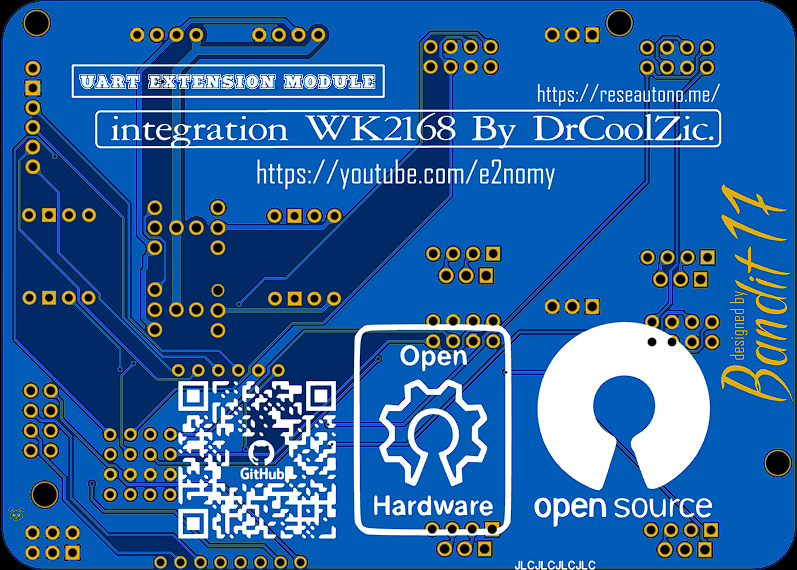 UART EXTENSION MODULE
https://reseautono.me/
integration WK2168 By DrCoolZic.
https://youtube.com/e2nomy
designed by
Bandit 17
Open
Hardware
GitHub
open source
JLCJLCJLCJLC